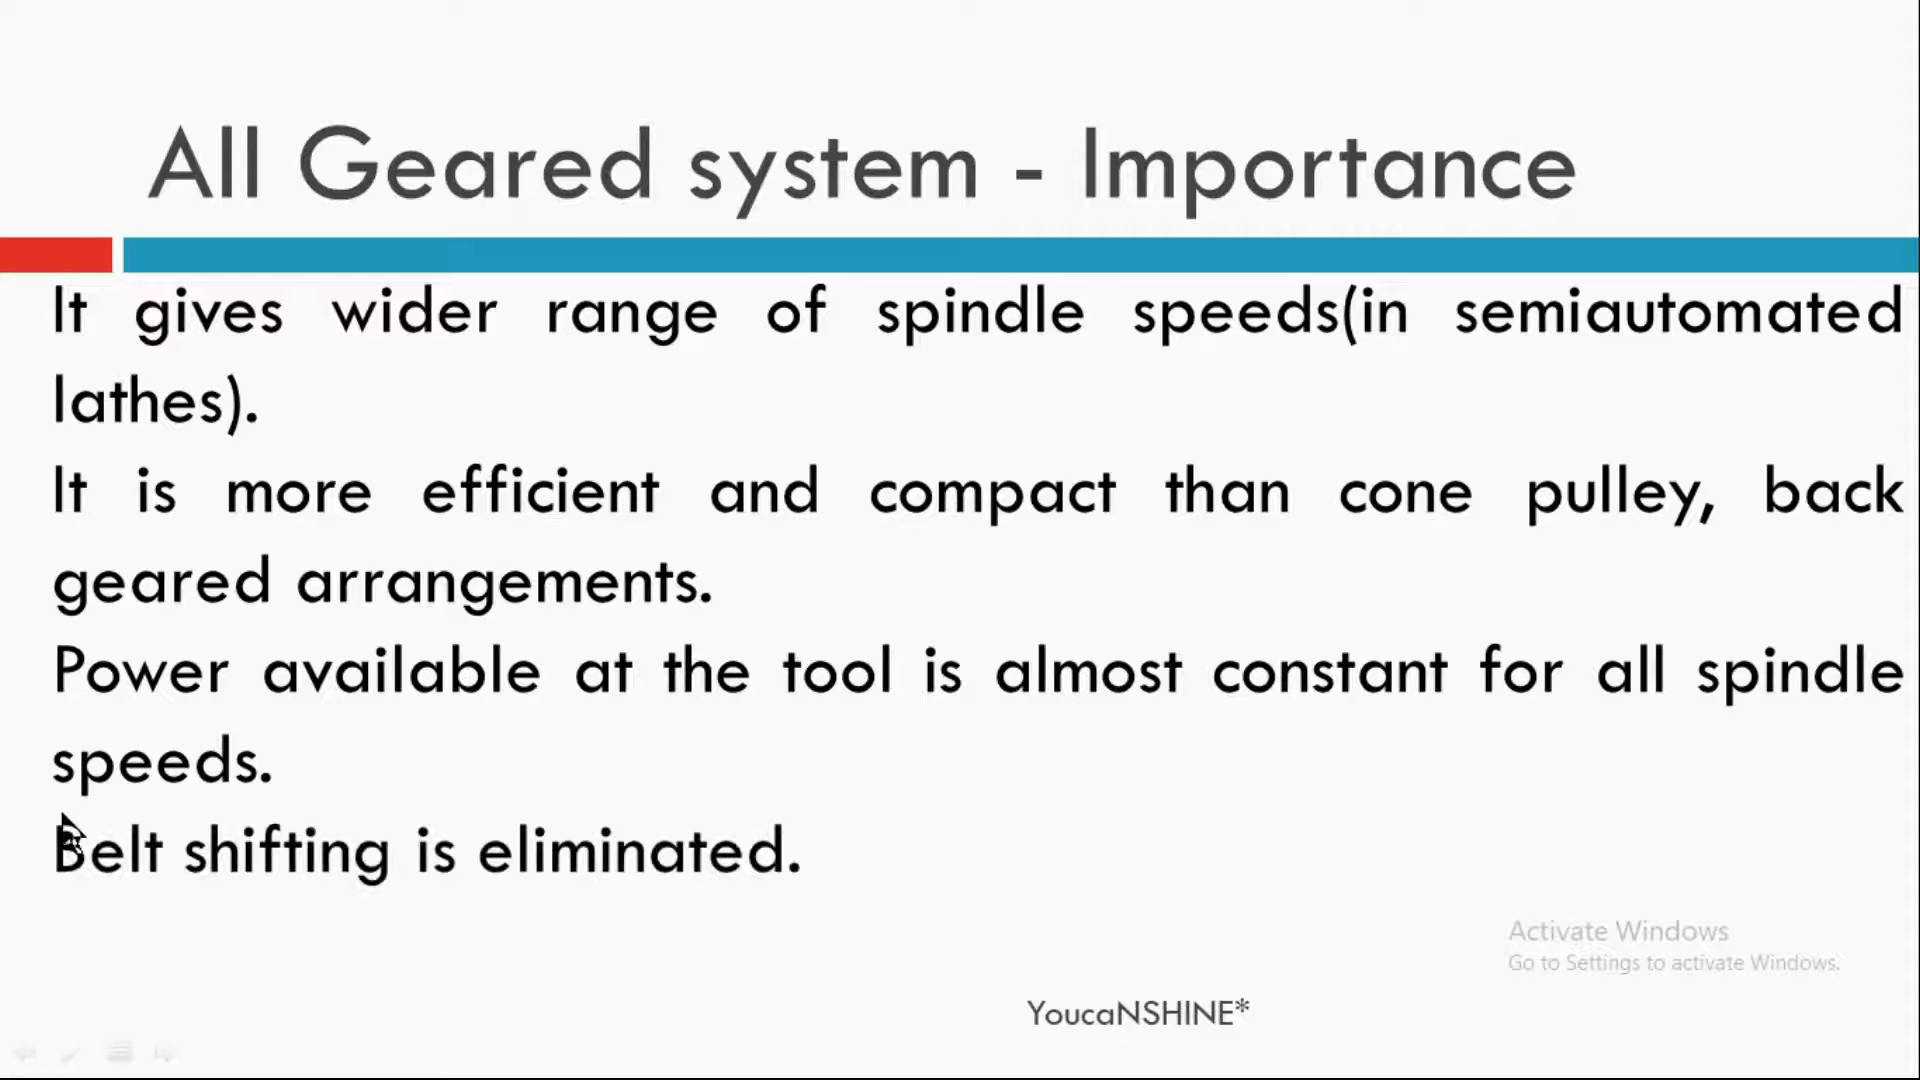 All Geared system - Importance
It gives wider range of spindle speeds(in semiautomated
lathes).
It is more efficient and compact than cone pulley, back
geared arrangements.
Power available at the tool is almost constant for all spindle
speeds.
Belt shifting is eliminated.
Activate Windows
Go to Settings to activate Windows.
YoucaNSHINE*